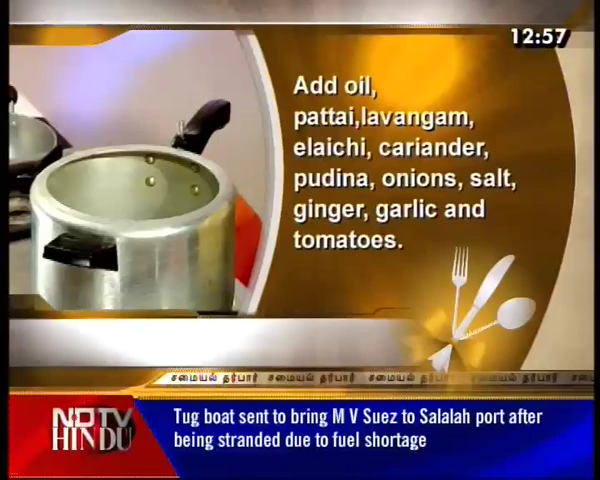 12:57
Add oil,
pattai,lavangam,
elaichi, cariander,
pudina, onions, salt,
ginger, garlic and
tomatoes.
சமையல் தர்பார் சமையல் தர்பார் சமையல் தர்பார் சமையல் தர்பார்
NDTV
HINDU
Tug boat sent to bring M V Suez to Salalah port after
being stranded due to fuel shortage